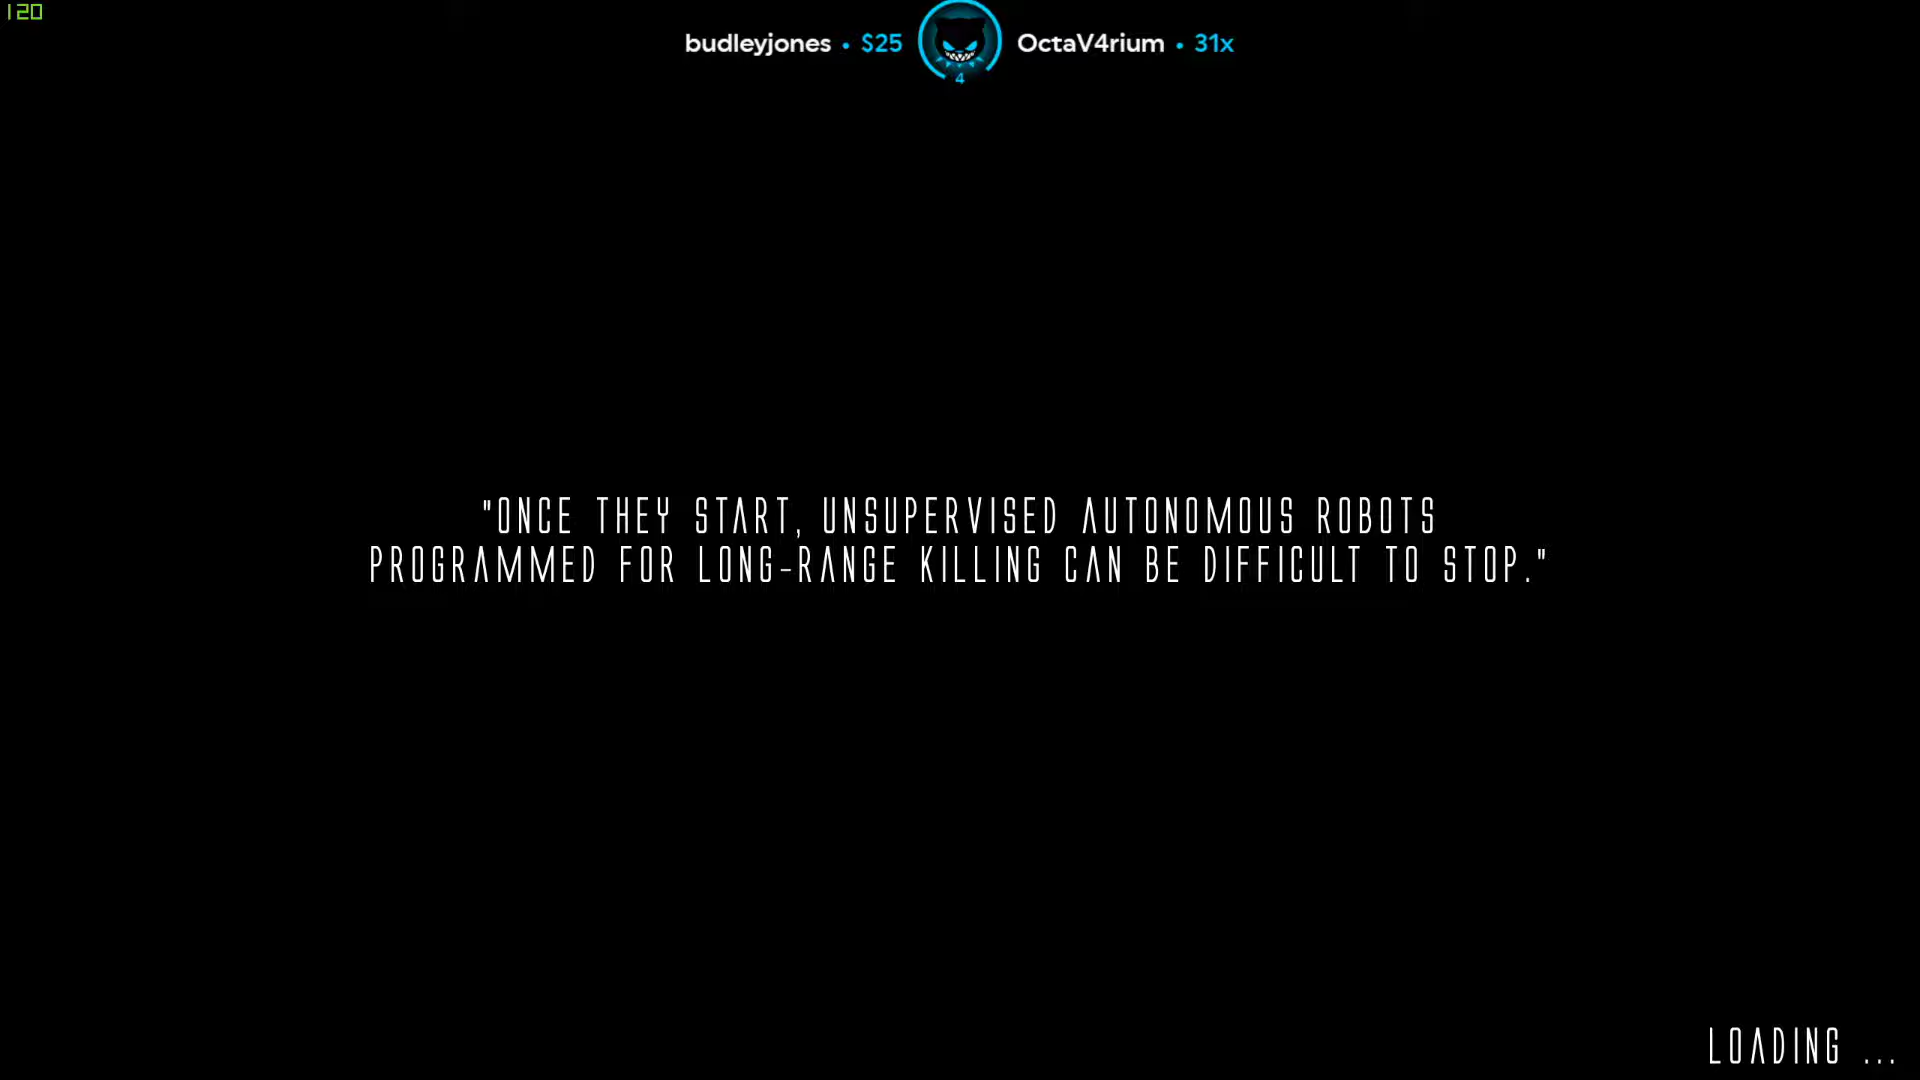 120
budleyjones • $25
4
OctaV4rium • 31x
"ONCE THEY START, UNSUPERVISED AUTONOMOUS ROBOTS
PROGRAMMED FOR LONG-RANGE KILLING CAN BE DIFFICULT TO STOP."
LOADING ...